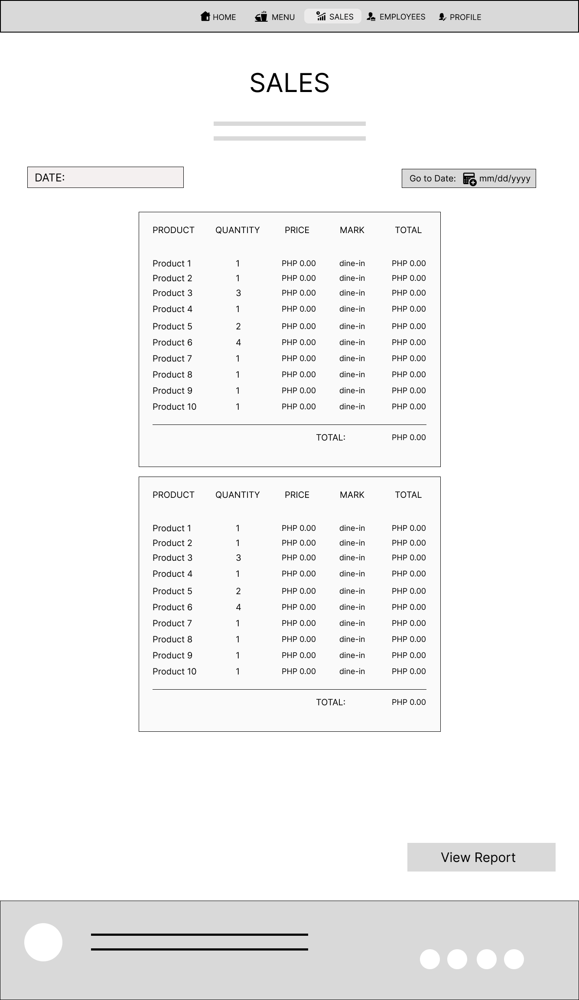 HOME MENU SALES EMPLOYEES PROFILE
SALES
DATE:
Go to Date: mm/dd/yyyy
PRODUCT QUANTITY PRICE MARK TOTAL
Product 1 1 PHP 0.00 dine-in PHP 0.00
Product 2 1 PHP 0.00 dine-in PHP 0.00
Product 3 3 PHP 0.00 dine-in PHP 0.00
Product 4 1 PHP 0.00 dine-in PHP 0.00
Product 5 2 PHP 0.00 dine-in PHP 0.00
Product 6 4 PHP 0.00 dine-in PHP 0.00
Product 7 1 PHP 0.00 dine-in PHP 0.00
Product 8 1 PHP 0.00 dine-in PHP 0.00
Product 9 1 PHP 0.00 dine-in PHP 0.00
Product 10 1 PHP 0.00 dine-in PHP 0.00
TOTAL: PHP 0.00
PRODUCT QUANTITY PRICE MARK TOTAL
Product 1 1 PHP 0.00 dine-in PHP 0.00
Product 2 1 PHP 0.00 dine-in PHP 0.00
Product 3 3 PHP 0.00 dine-in PHP 0.00
Product 4 1 PHP 0.00 dine-in PHP 0.00
Product 5 2 PHP 0.00 dine-in PHP 0.00
Product 6 4 PHP 0.00 dine-in PHP 0.00
Product 7 1 PHP 0.00 dine-in PHP 0.00
Product 8 1 PHP 0.00 dine-in PHP 0.00
Product 9 1 PHP 0.00 dine-in PHP 0.00
Product 10 1 PHP 0.00 dine-in PHP 0.00
TOTAL: PHP 0.00
View Report